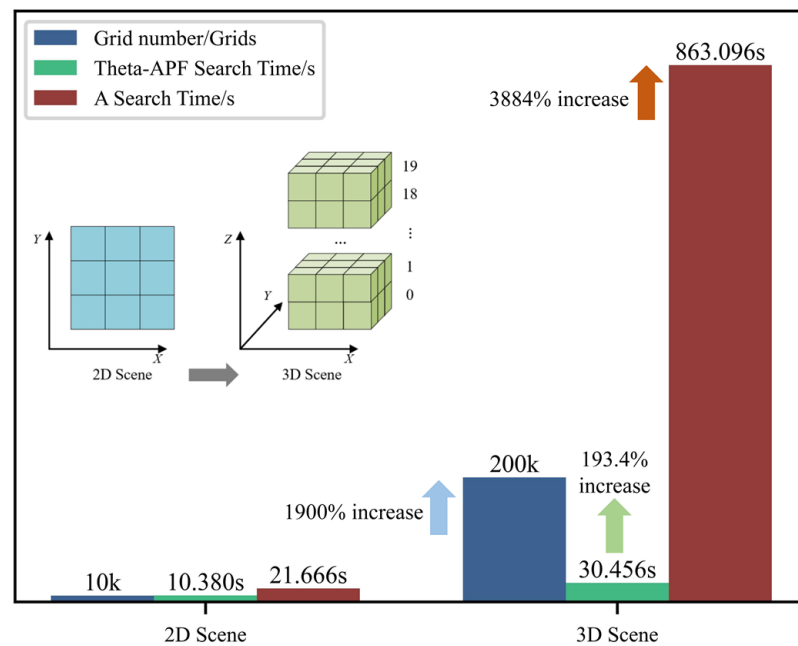 Grid number/Grids
Theta-APF Search Time/s
A Search Time/s
863.096s
3884% increase
19
18
⋮
...
1
0
Y
X
2D Scene
Z
Y
X
3D Scene
200k
193.4%
increase
1900% increase
30.456s
10k
10.380s
21.666s
2D Scene
3D Scene